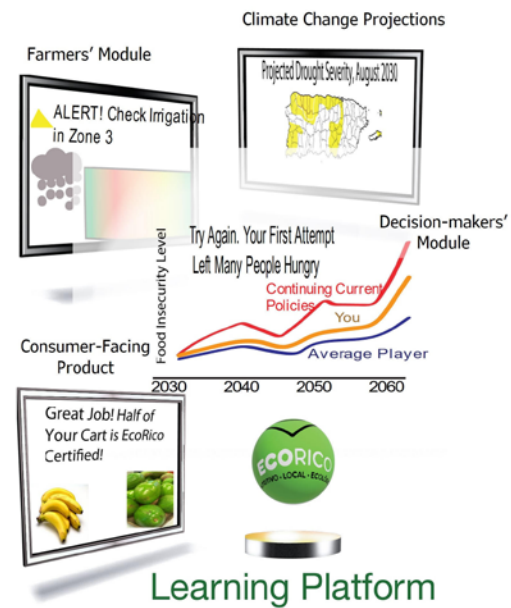 Climate Change Projections
Farmers' Module
Projected Drought Severity, August 2030
ALERT! Check Irrigation
in Zone 3
Decision-makers'
Module
Try Again. Your First Attempt
Left Many People Hungry
Food Insecurity Level
Continuing Current
Policies
You
Average Player
2030 2040 2050 2060
Consumer-Facing
Product
Great Job! Half of
Your Cart is EcoRico
Certified!
ECORICO
LOCAL
Learning Platform